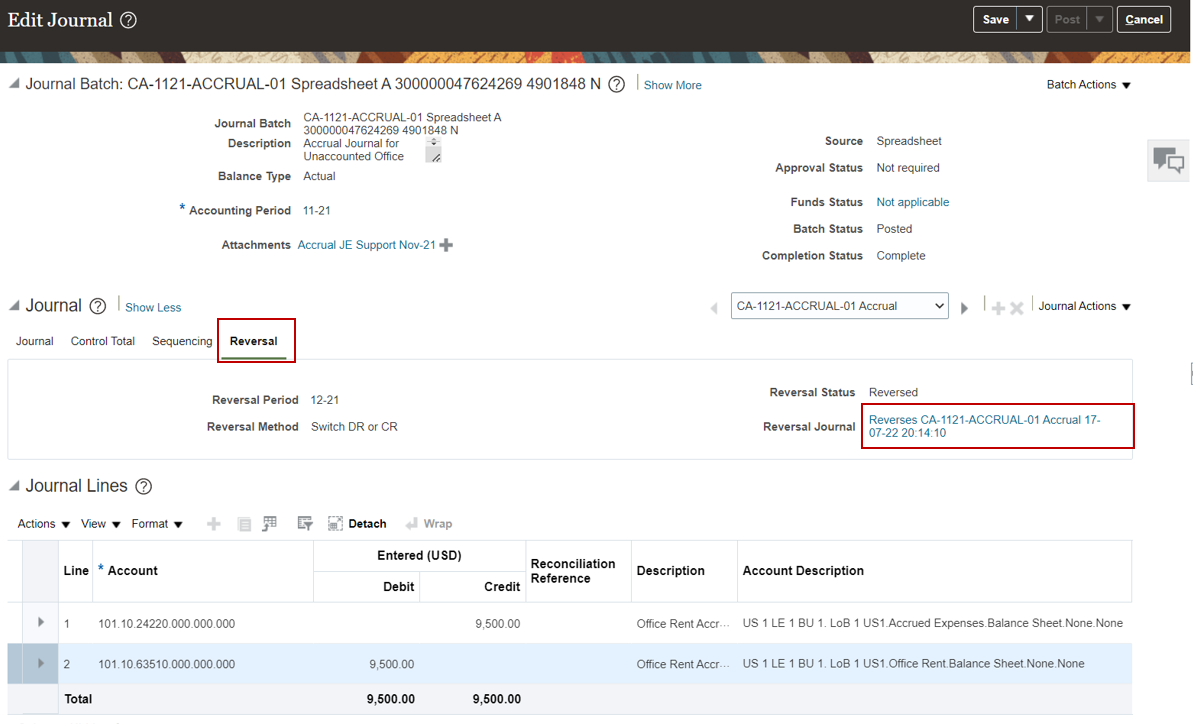 Edit Journal ?
Save Post Cancel
Journal Batch: CA-1121-ACCRUAL-01 Spreadsheet A 300000047624269 4901848 N ? Show More Batch Actions
Journal Batch CA-1121-ACCRUAL-01 Spreadsheet A
300000047624269 4901848 N
Description Accrual Journal for
Unaccounted Office
Balance Type Actual
* Accounting Period 11-21
Attachments Accrual JE Support Nov-21
Source Spreadsheet
Approval Status Not required
Funds Status Not applicable
Batch Status Posted
Completion Status Complete
Journal ? Show Less CA-1121-ACCRUAL-01 Accrual Journal Actions
Journal Control Total Sequencing Reversal
Reversal Period 12-21
Reversal Method Switch DR or CR
Reversal Status Reversed
Reversal Journal Reverses CA-1121-ACCRUAL-01 Accrual 17-
07-22 20:14:10
Journal Lines ?
Actions View Format Detach Wrap
Line * Account Entered (USD) Reconciliation Reference Description Account Description
Debit Credit
1 101.10.24220.000.000.000 9,500.00 Office Rent Accr... US 1 LE 1 BU 1. LoB 1 US1.Accrued Expenses.Balance Sheet.None.None
2 101.10.63510.000.000.000 9,500.00 Office Rent Accr... US 1 LE 1 BU 1. LoB 1 US1.Office Rent.Balance Sheet.None.None
Total 9,500.00 9,500.00